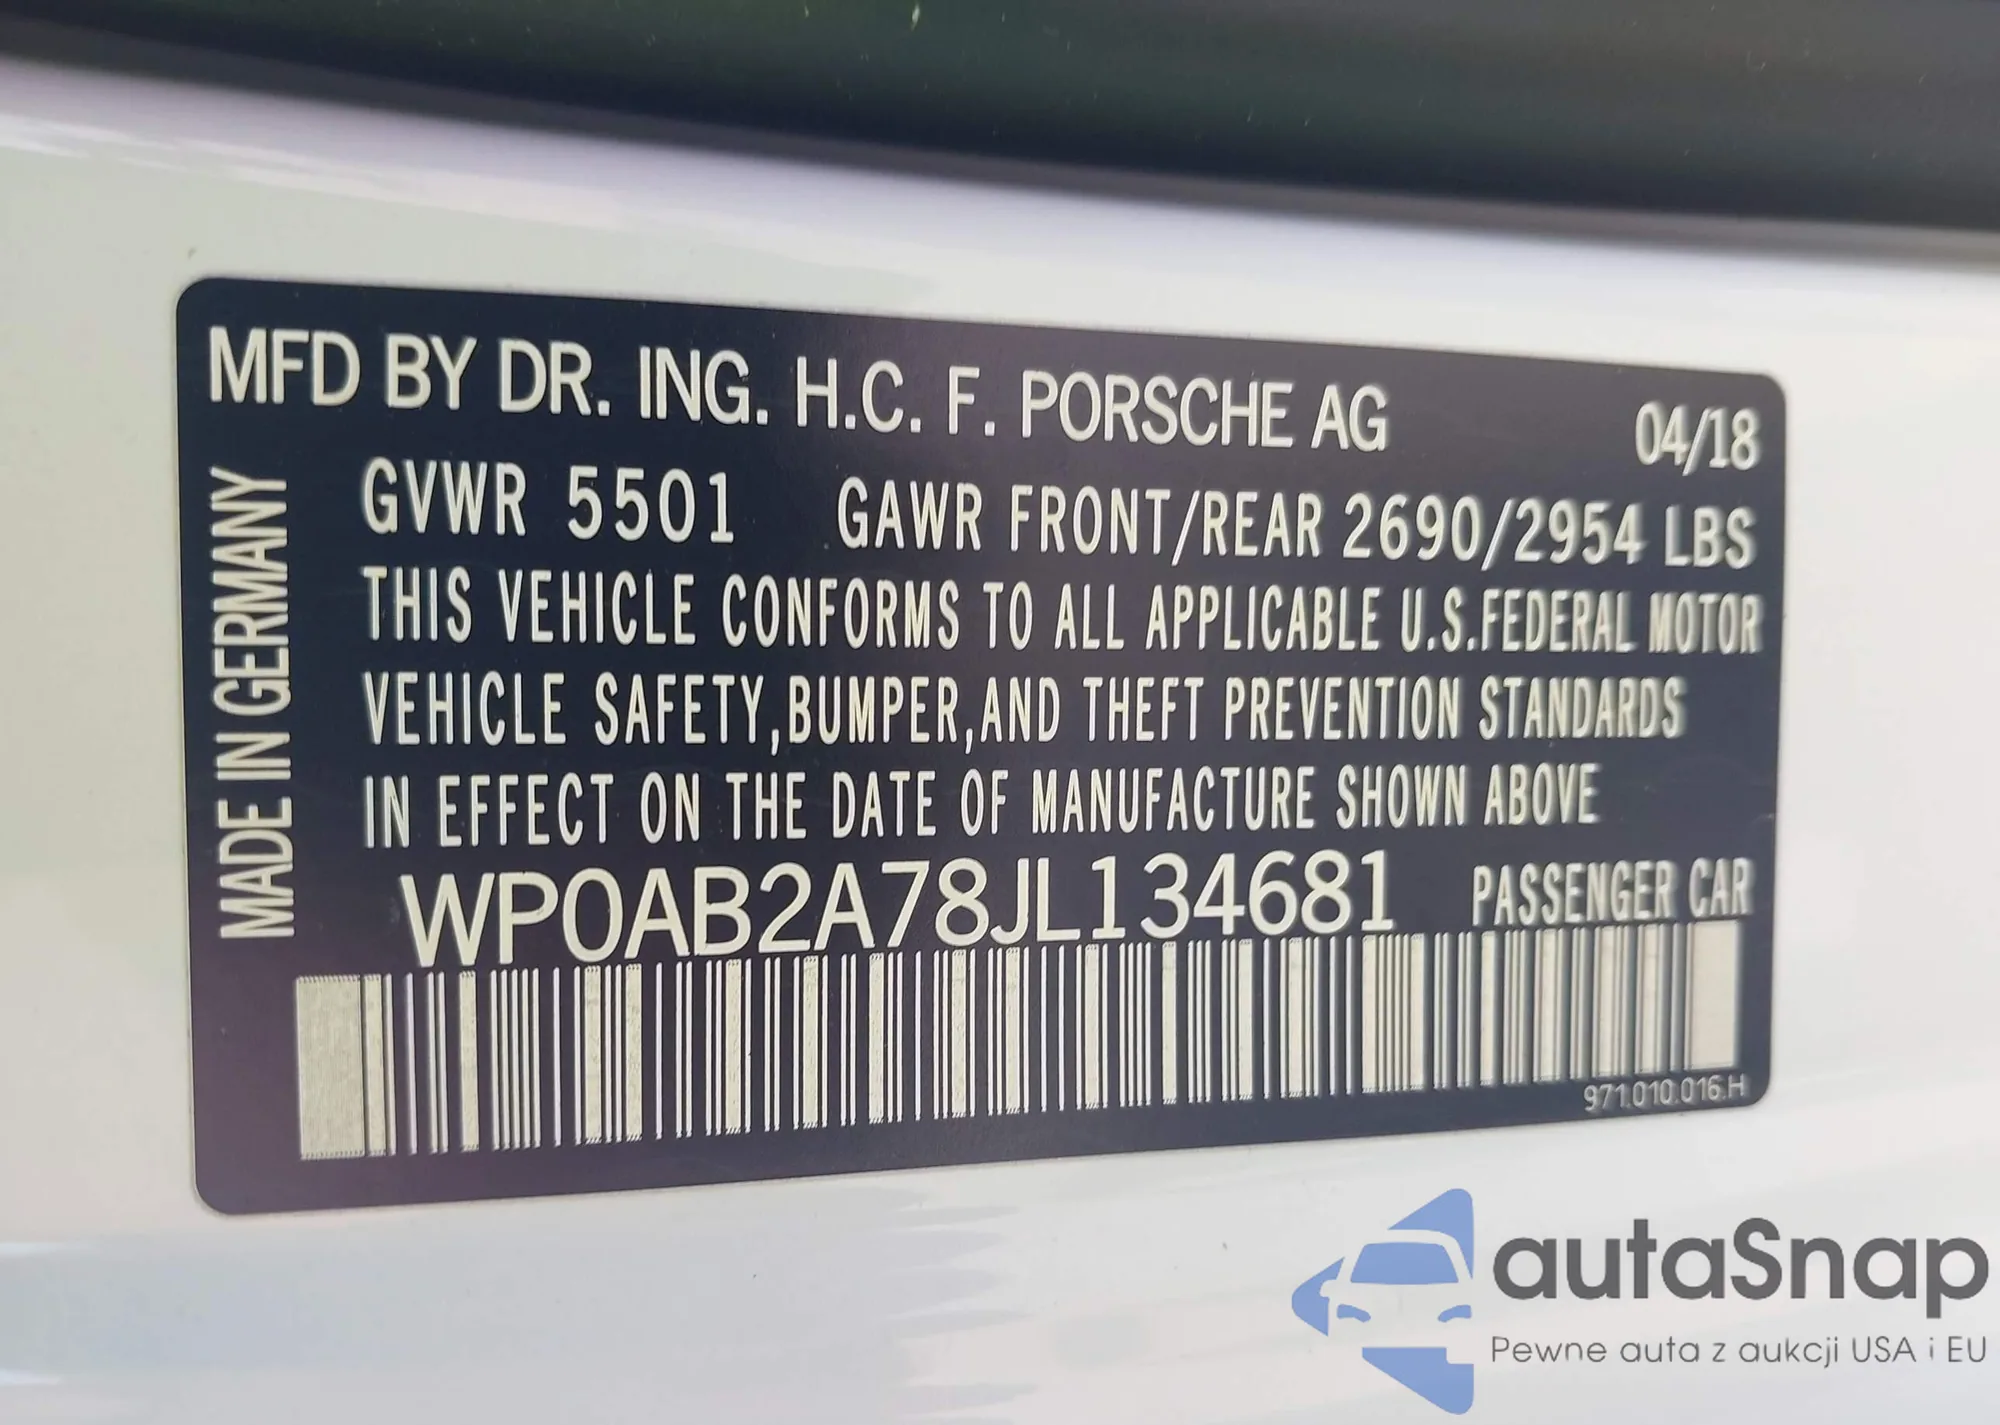 MFD BY DR. ING. H.C. F. PORSCHE AG 04/18
MADE IN GERMANY
GVWR 5501 GAWR FRONT/REAR 2690/2954 LBS
THIS VEHICLE CONFORMS TO ALL APPLICABLE U.S.FEDERAL MOTOR
VEHICLE SAFETY,BUMPER,AND THEFT PREVENTION STANDARDS
IN EFFECT ON THE DATE OF MANUFACTURE SHOWN ABOVE
WP0AB2A78JL134681 PASSENGER CAR
971.010.016.H
autaSnap
Pewne auta z aukcji USA i EU